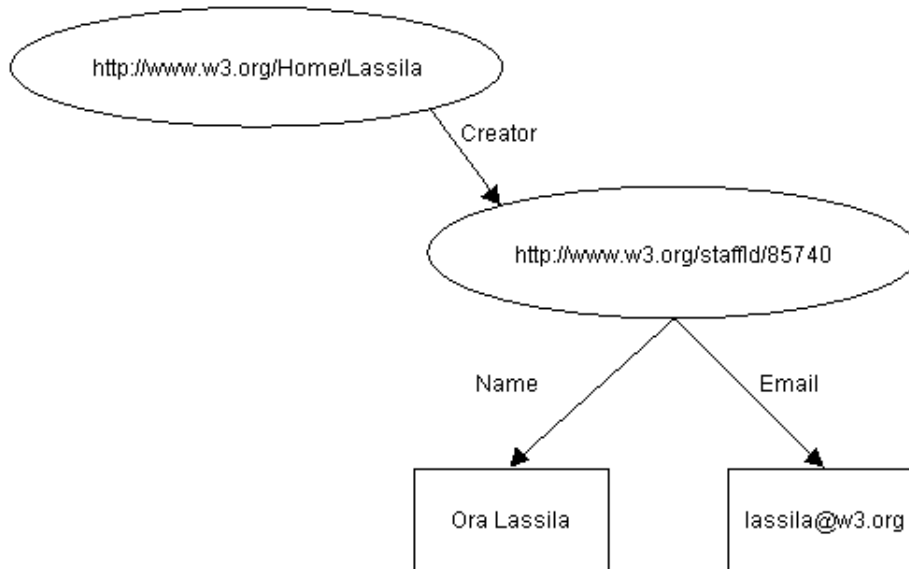 http://www.w3.org/Home/Lassila
Creator
http://www.w3.org/staffId/85740
Name
Email
Ora Lassila
lassila@w3.org